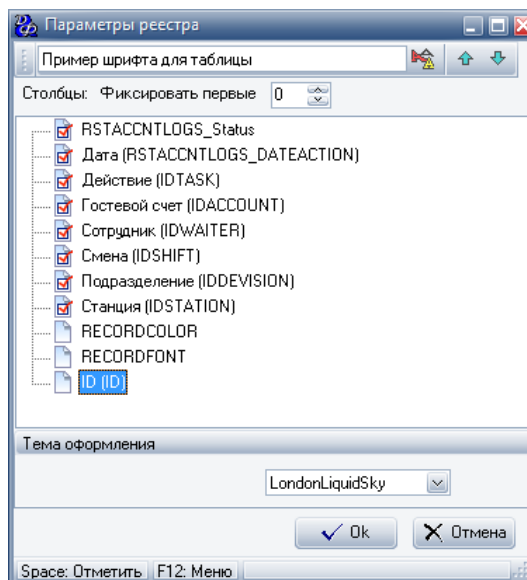 Параметры реестра
Пример шрифта для таблицы
Столбцы: Фиксировать первые 0
RSTACCNTLOGS_Status
Дата (RSTACCNTLOGS_DATEACTION)
Действие (IDTASK)
Гостевой счет (IDACCOUNT)
Сотрудник (IDWAITER)
Смена (IDSHIFT)
Подразделение (IDDEVISION)
Станция (IDSTATION)
RECORDCOLOR
RECORDFONT
ID (ID)
Тема оформления
LondonLiquidSky
Ok Отмена
Space: Отметить F12: Меню